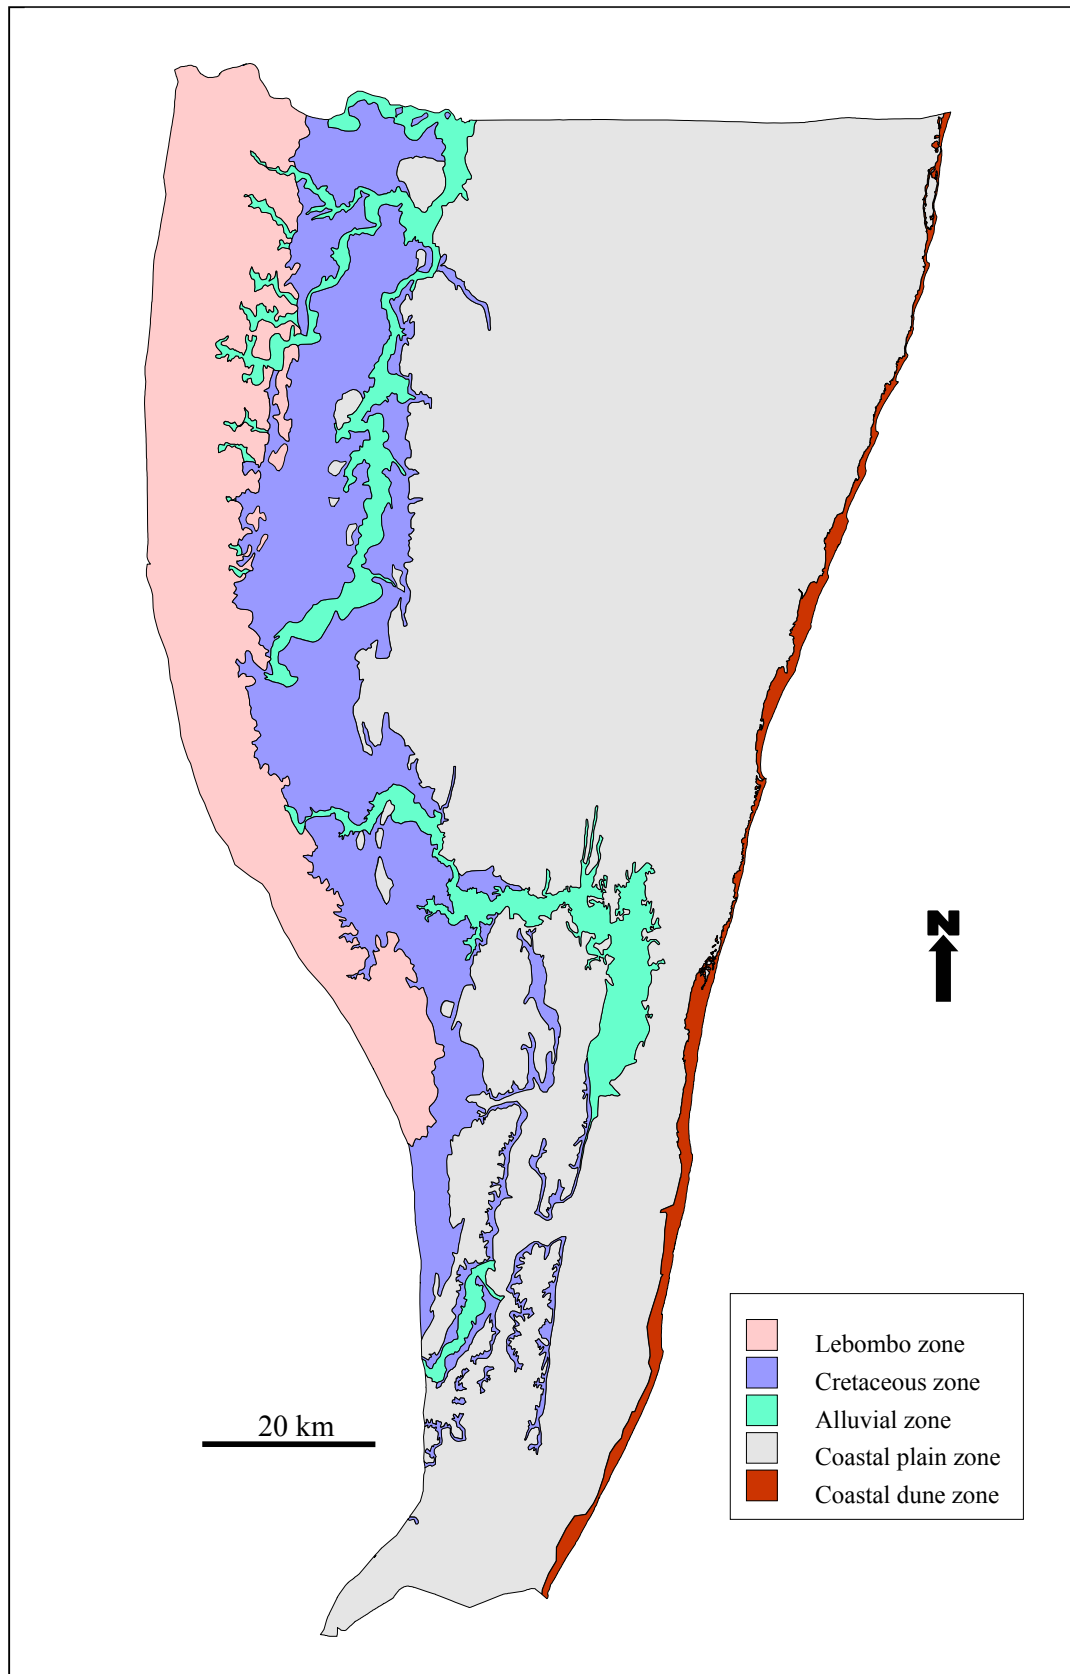 N
20 km
Lebombo zone
Cretaceous zone
Alluvial zone
Coastal plain zone
Coastal dune zone